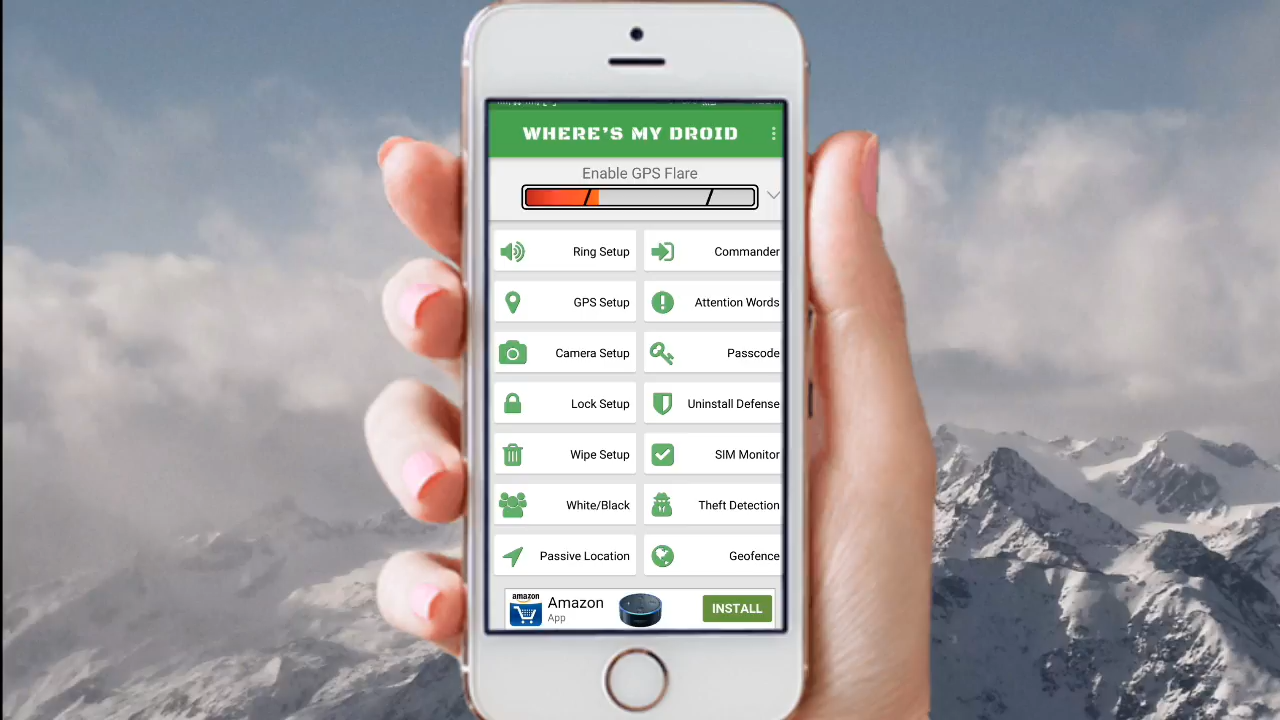 WHERE'S MY DROID
Enable GPS Flare
Ring Setup
Commander
GPS Setup
Attention Words
Camera Setup
Passcode
Lock Setup
Uninstall Defense
Wipe Setup
SIM Monitor
White/Black
Theft Detection
Passive Location
Geofence
amazon
Amazon
App
INSTALL